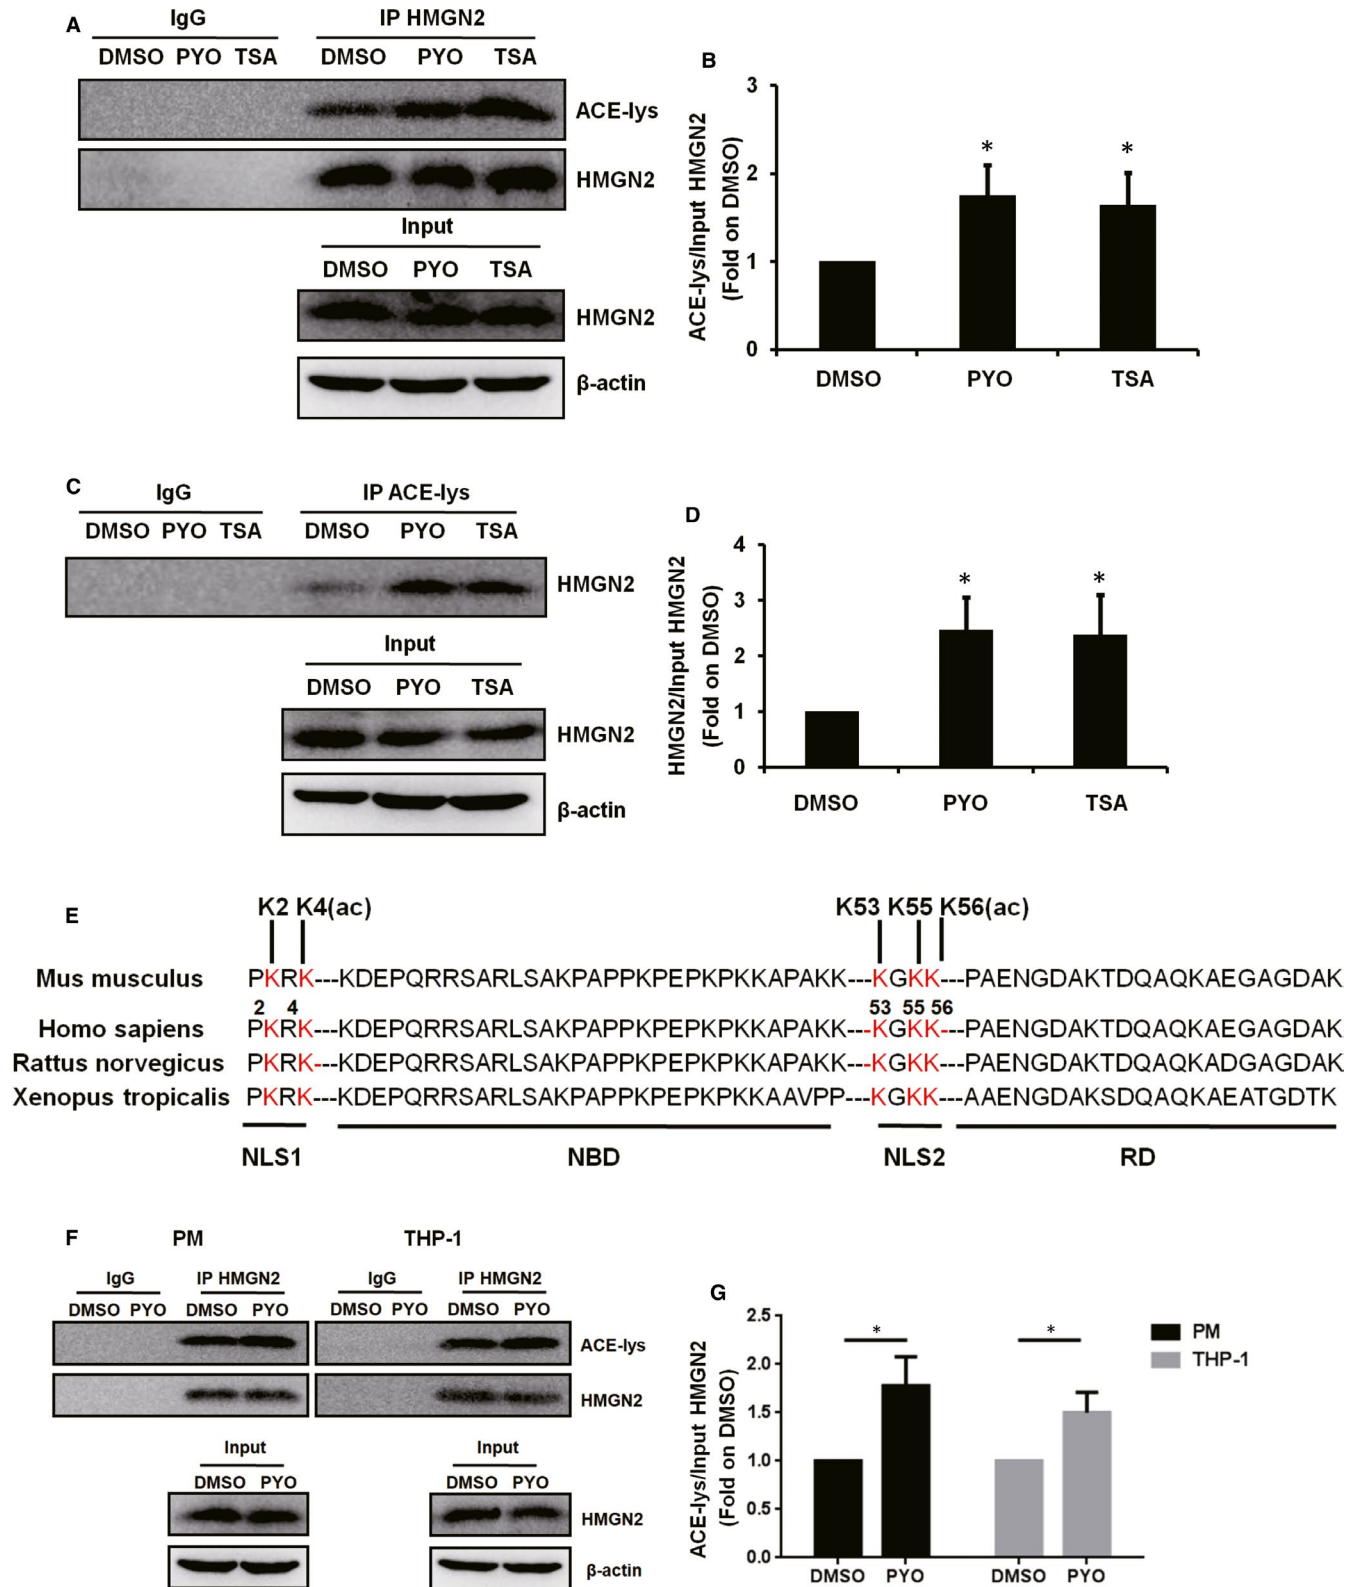 A
IgG
IP HMGN2
DMSO PYO TSA
DMSO PYO TSA
ACE-lys
HMGN2
Input
DMSO PYO TSA
HMGN2
β-actin
B
ACE-lys/Input HMGN2
(Fold on DMSO)
3
2
1
0
*
*
DMSO PYO TSA
C
IgG
IP ACE-lys
DMSO PYO TSA
DMSO PYO TSA
HMGN2
Input
DMSO PYO TSA
HMGN2
β-actin
D
HMGN2/Input HMGN2
(Fold on DMSO)
4
3
2
1
0
*
*
DMSO PYO TSA
E
K2 K4(ac) K53 K55 K56(ac)
Mus musculus PKRK---KDEPQRRSARLSAKPAPPKPEPKPKKAPAKK---KGKK---PAENGDAKTDQAQKAEGAGDAK
2 4 53 55 56
Homo sapiens PKRK---KDEPQRRSARLSAKPAPPKPEPKPKKAPAKK---KGKK---PAENGDAKTDQAQKAEGAGDAK
Rattus norvegicus PKRK---KDEPQRRSARLSAKPAPPKPEPKPKKAPAKK---KGKK---PAENGDAKTDQAQKADGAGDAK
Xenopus tropicalis PKRK---KDEPQRRSARLSAKPAPPKPEPKPKKAAVPP---KGKK---AAENGDAKSDQAQKAEATGDTK
NLS1 NBD NLS2 RD
F
PM
THP-1
IgG
IP HMGN2
IgG
IP HMGN2
DMSO PYO DMSO PYO
DMSO PYO DMSO PYO
ACE-lys
HMGN2
Input
Input
DMSO PYO
DMSO PYO
HMGN2
β-actin
G
ACE-lys/Input HMGN2
(Fold on DMSO)
2.5
2.0
1.5
1.0
0.5
0.0
*
*
PM
THP-1
DMSO PYO DMSO PYO